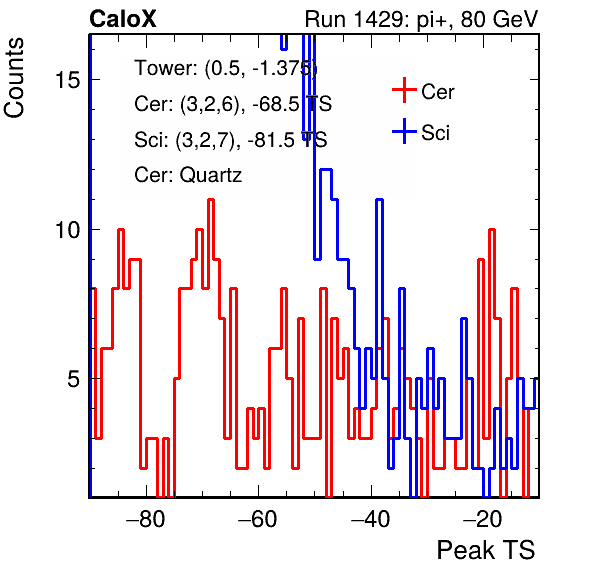 CaloX Run 1429: pi+, 80 GeV
Counts
Tower: (0.5, -1.375)
Cer: (3,2,6), -68.5 TS
Sci: (3,2,7), -81.5 TS
Cer: Quartz
Cer
Sci
15
10
5
−80 −60 −40 −20
Peak TS